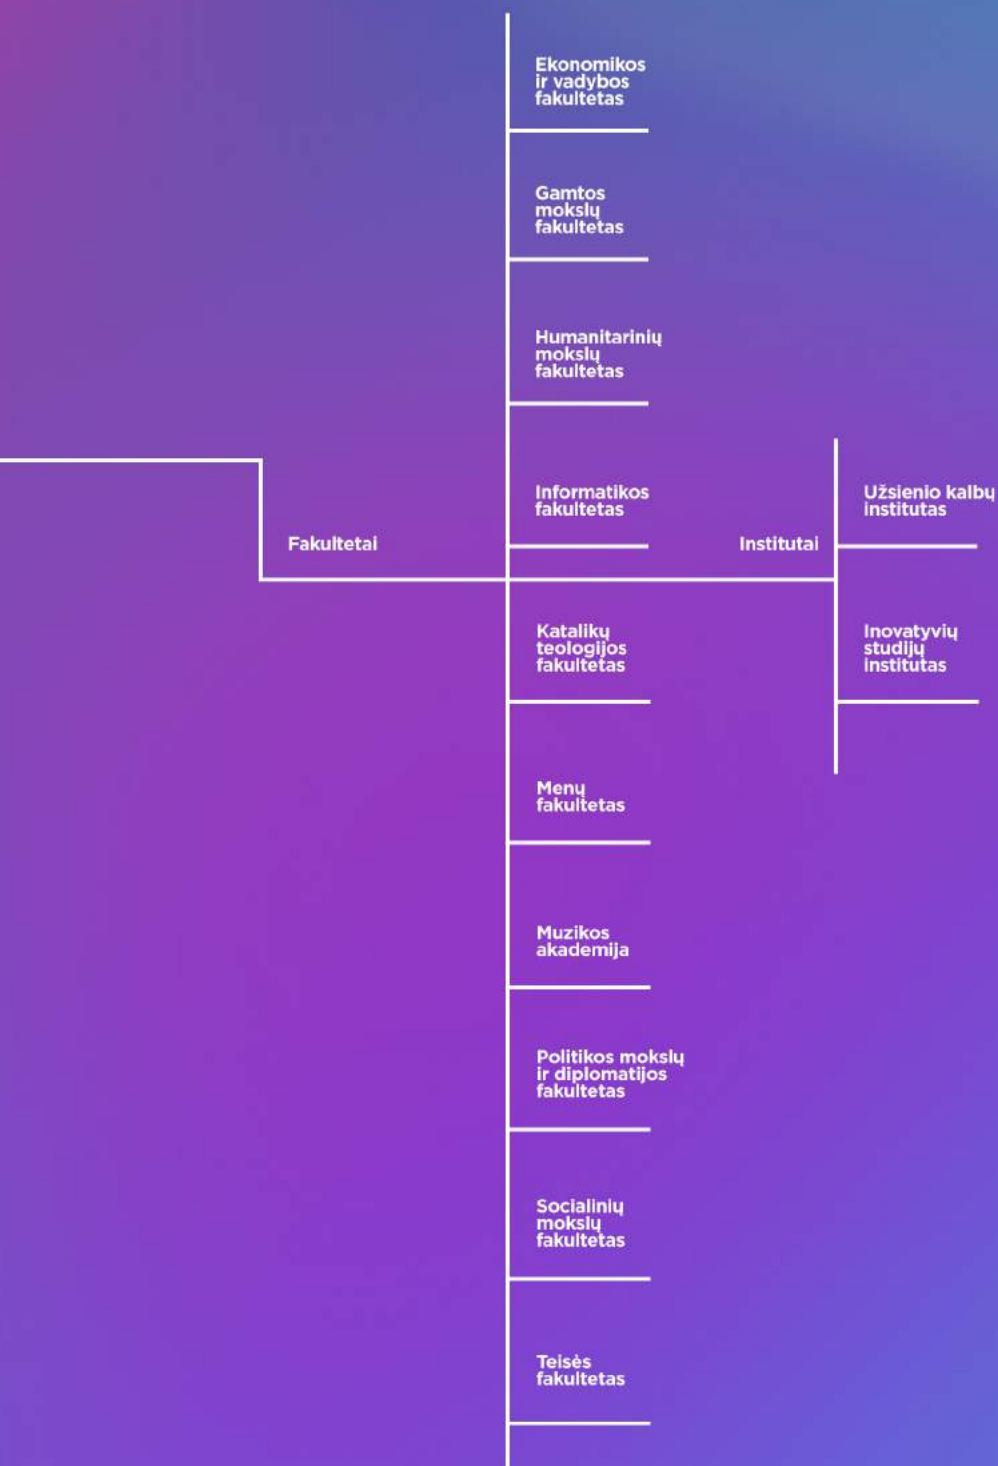 Ekonomikos
ir vadybos
fakultetas
Gamtos
mokslų
fakultetas
Humanitarinių
mokslų
fakultetas
Informatikos
fakultetas
Fakultetai
Institutai
Užsienio kalbų
institutas
Katalikų
teologijos
fakultetas
Inovatyvių
studijų
institutas
Menų
fakultetas
Muzikos
akademija
Politikos mokslų
ir diplomatijos
fakultetas
Socialinių
mokslų
fakultetas
Teisės
fakultetas